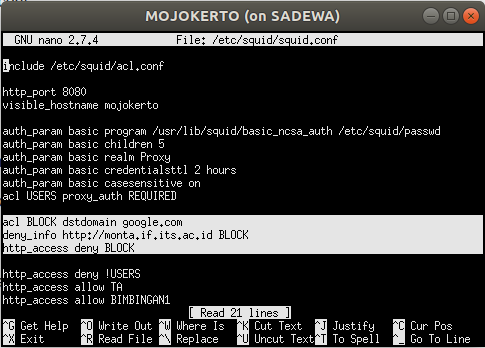 MOJOKERTO (on SADEWA)
GNU nano 2.7.4 File: /etc/squid/squid.conf
include /etc/squid/acl.conf
http_port 8080
visible_hostname mojokerto
auth_param basic program /usr/lib/squid/basic_ncsa_auth /etc/squid/passwd
auth_param basic children 5
auth_param basic realm Proxy
auth_param basic credentialsttl 2 hours
auth_param basic casesensitive on
acl USERS proxy_auth REQUIRED
acl BLOCK dstdomain google.com
deny_info http://monta.if.its.ac.id BLOCK
http_access deny BLOCK
http_access deny !USERS
http_access allow TA
http_access allow BIMBINGAN1
[ Read 21 lines ]
^G Get Help ^O Write Out ^W Where Is ^K Cut Text ^J Justify ^C Cur Pos
^X Exit ^R Read File ^\ Replace ^U Uncut Text ^T To Spell ^_ Go To Line